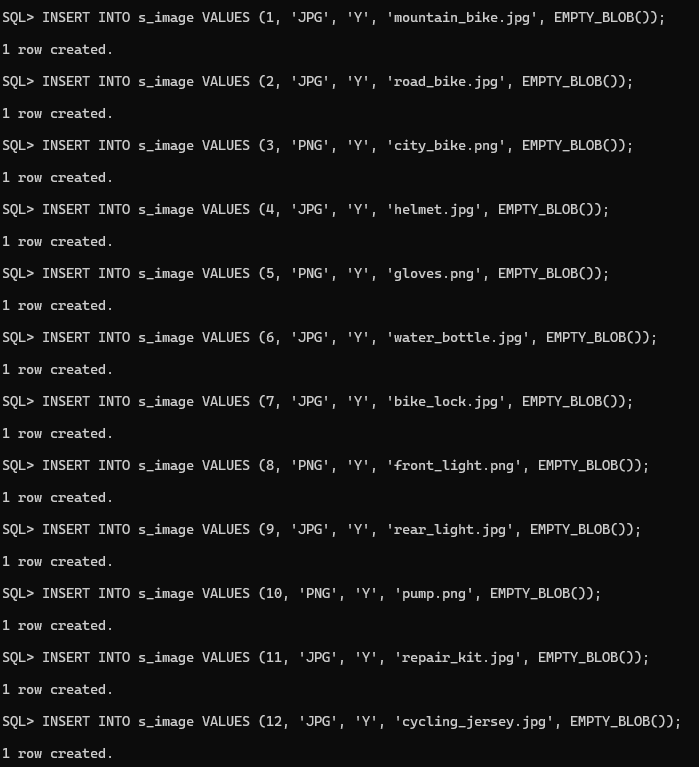 SQL> INSERT INTO s_image VALUES (1, 'JPG', 'Y', 'mountain_bike.jpg', EMPTY_BLOB());
1 row created.
SQL> INSERT INTO s_image VALUES (2, 'JPG', 'Y', 'road_bike.jpg', EMPTY_BLOB());
1 row created.
SQL> INSERT INTO s_image VALUES (3, 'PNG', 'Y', 'city_bike.png', EMPTY_BLOB());
1 row created.
SQL> INSERT INTO s_image VALUES (4, 'JPG', 'Y', 'helmet.jpg', EMPTY_BLOB());
1 row created.
SQL> INSERT INTO s_image VALUES (5, 'PNG', 'Y', 'gloves.png', EMPTY_BLOB());
1 row created.
SQL> INSERT INTO s_image VALUES (6, 'JPG', 'Y', 'water_bottle.jpg', EMPTY_BLOB());
1 row created.
SQL> INSERT INTO s_image VALUES (7, 'JPG', 'Y', 'bike_lock.jpg', EMPTY_BLOB());
1 row created.
SQL> INSERT INTO s_image VALUES (8, 'PNG', 'Y', 'front_light.png', EMPTY_BLOB());
1 row created.
SQL> INSERT INTO s_image VALUES (9, 'JPG', 'Y', 'rear_light.jpg', EMPTY_BLOB());
1 row created.
SQL> INSERT INTO s_image VALUES (10, 'PNG', 'Y', 'pump.png', EMPTY_BLOB());
1 row created.
SQL> INSERT INTO s_image VALUES (11, 'JPG', 'Y', 'repair_kit.jpg', EMPTY_BLOB());
1 row created.
SQL> INSERT INTO s_image VALUES (12, 'JPG', 'Y', 'cycling_jersey.jpg', EMPTY_BLOB());
1 row created.